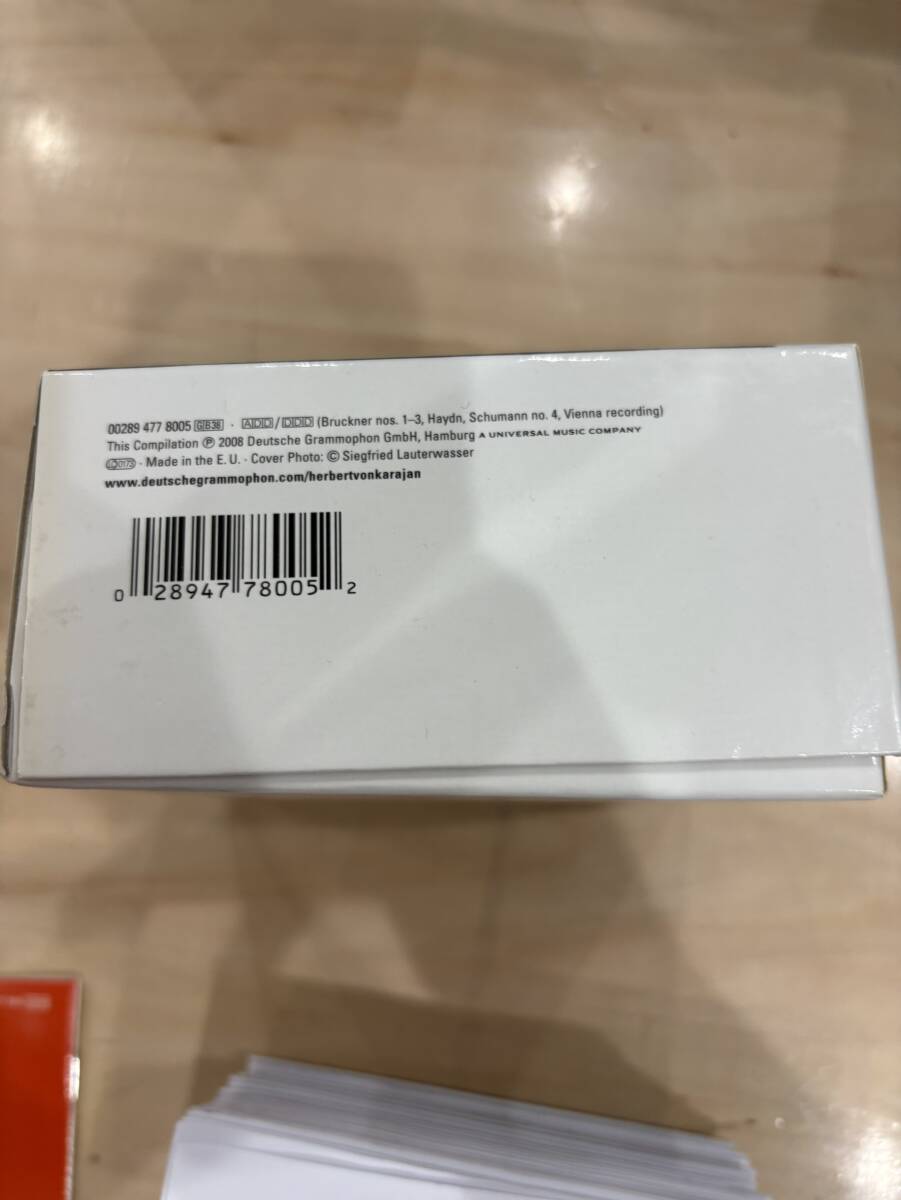 00289 477 8005 GB38 · ADD/DDD (Bruckner nos. 1–3, Haydn, Schumann no. 4, Vienna recording)
This Compilation ℗ 2008 Deutsche Grammophon GmbH, Hamburg A UNIVERSAL MUSIC COMPANY
· Made in the E. U. · Cover Photo: © Siegfried Lauterwasser
www.deutschegrammophon.com/herbertvonkarajan
0 28947 78005 2